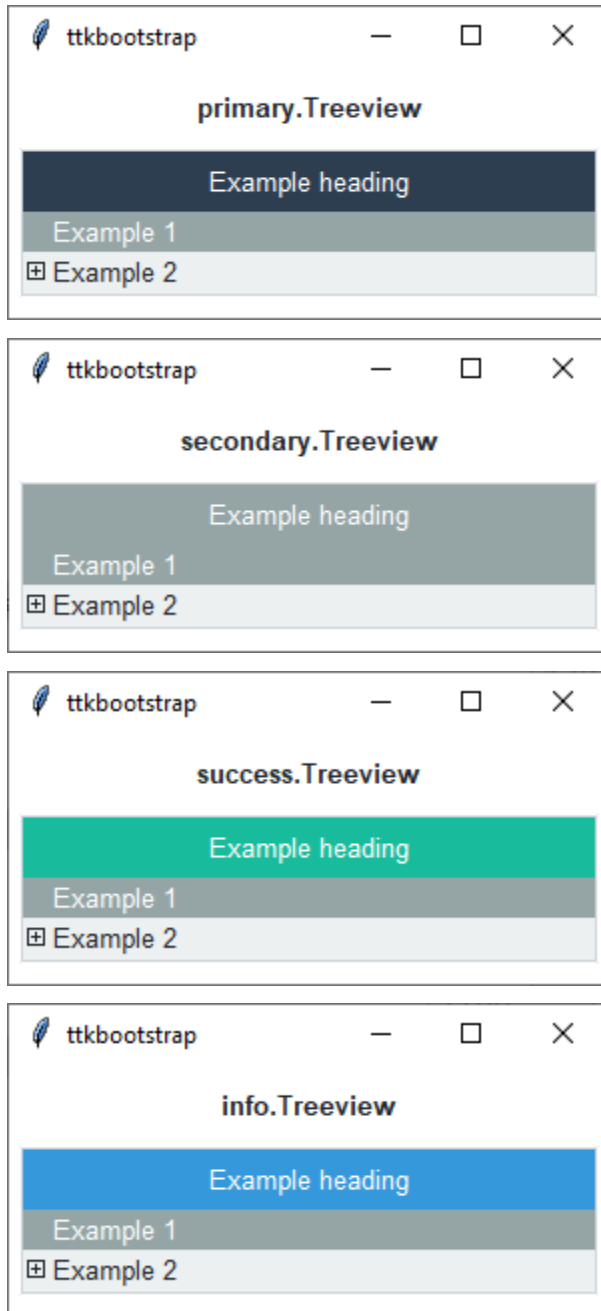 ttkbootstrap
primary.Treeview
Example heading
Example 1
Example 2
ttkbootstrap
secondary.Treeview
Example heading
Example 1
Example 2
ttkbootstrap
success.Treeview
Example heading
Example 1
Example 2
ttkbootstrap
info.Treeview
Example heading
Example 1
Example 2